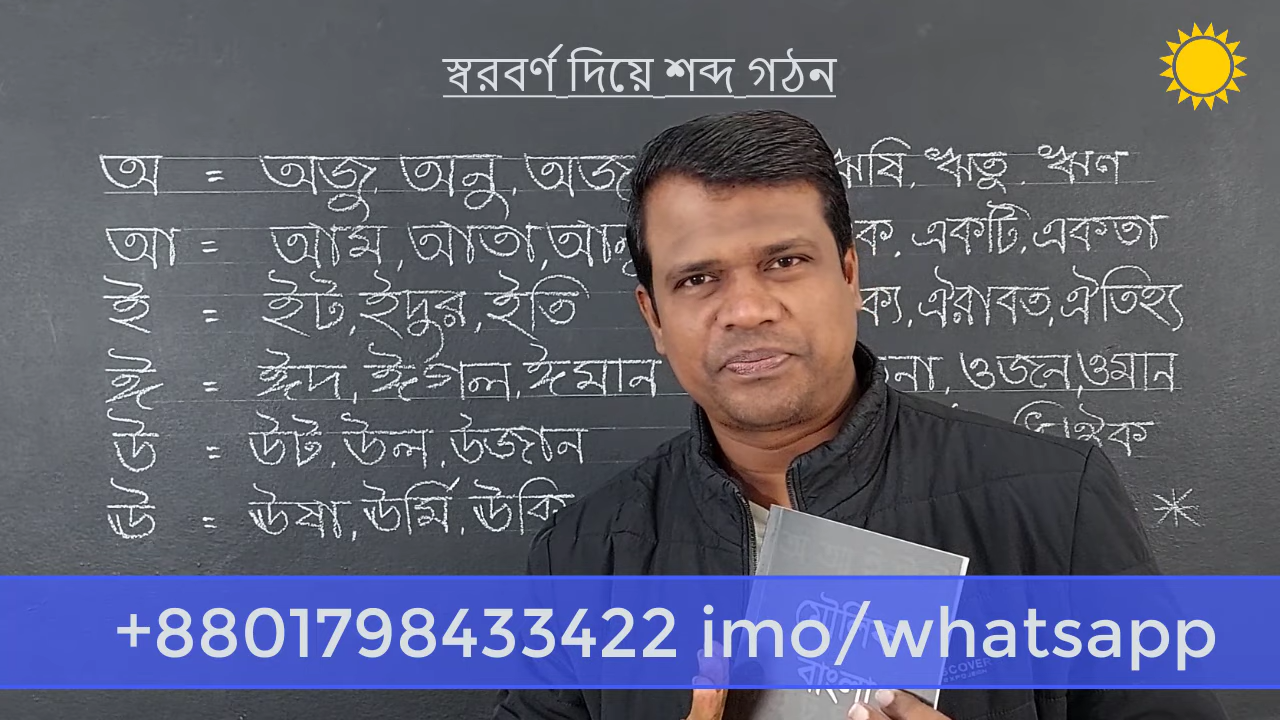 স্বরবর্ণ দিয়ে শব্দ গঠন
অ = অজু, অনু, অজ ঋষি, ঋতু, ঋণ
আ = আম, আতা, একটি, একতা
ই = ইট, ইদুর, ইতি ঐরাবত, ঐতিহ্য
ঈ = ঈদ, ঈগল, ঈমান ওজন, ওমান
উ = উট, উল, উজান
ঊ = ঊষা, ঊর্মি,
+8801798433422 imo/whatsapp
বাংলা